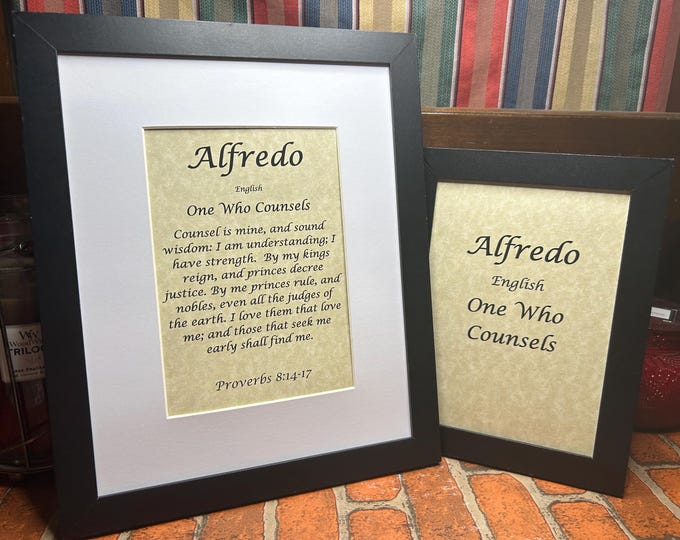 Alfredo
English
One Who Counsels
Counsel is mine, and sound
wisdom: I am understanding; I
have strength. By my kings
reign, and princes decree
justice. By me princes rule, and
nobles, even all the judges of
the earth. I love them that love
me; and those that seek me
early shall find me.
Proverbs 8:14-17
Alfredo
English
One Who
Counsels
TRILO